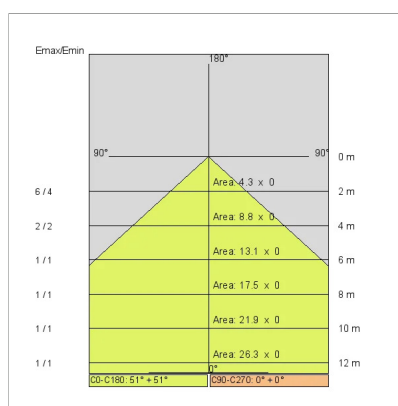 Emax/Emin
180°
90° 90° 0 m
6 / 4 Area: 4.3 x 0 2 m
2 / 2 Area: 8.8 x 0 4 m
1 / 1 Area: 13.1 x 0 6 m
1 / 1 Area: 17.5 x 0 8 m
1 / 1 Area: 21.9 x 0 10 m
1 / 1 Area: 26.3 x 0 12 m
0°
C0-C180: 51° + 51° C90-C270: 0° + 0°